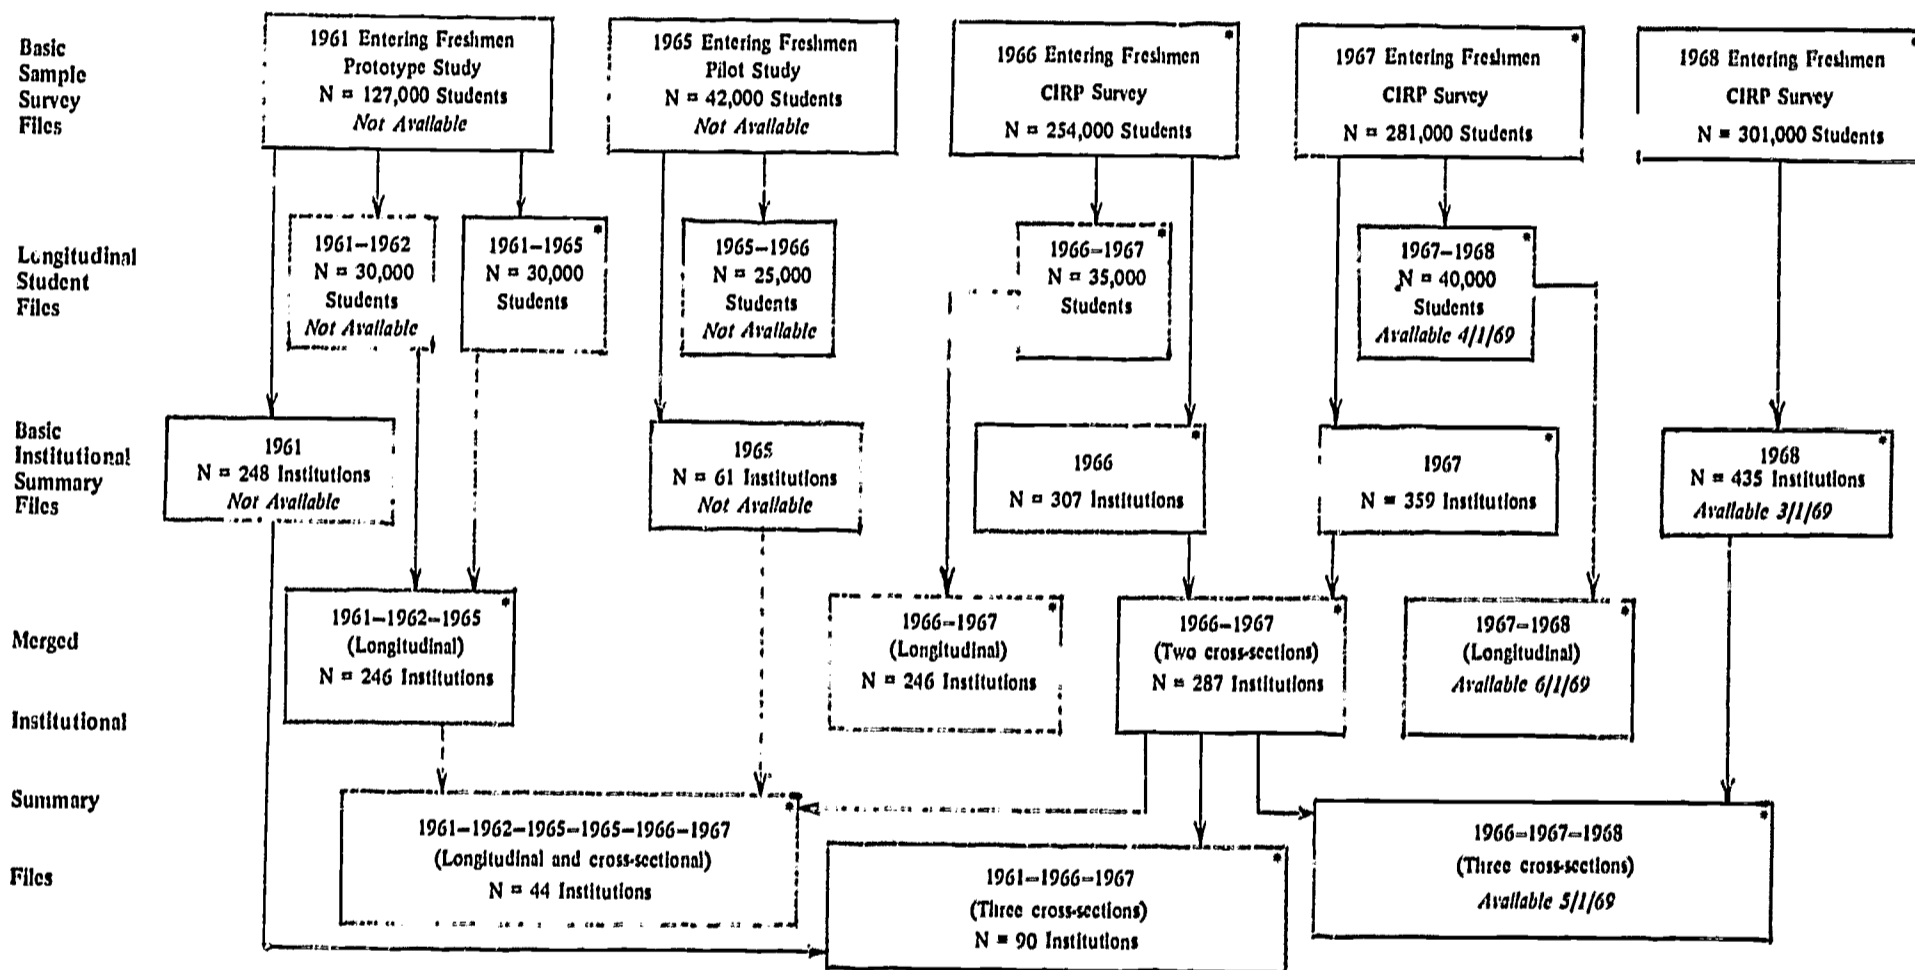 Basic
Sample
Survey
Files
1961 Entering Freshmen
Prototype Study
N = 127,000 Students
Not Available
1965 Entering Freshmen
Pilot Study
N = 42,000 Students
Not Available
*
1966 Entering Freshmen
CIRP Survey
N = 254,000 Students
*
1967 Entering Freshmen
CIRP Survey
N = 281,000 Students
*
1968 Entering Freshmen
CIRP Survey
N = 301,000 Students
Longitudinal
Student
Files
1961–1962
N = 30,000
Students
Not Available
*
1961–1965
N = 30,000
Students
1965–1966
N = 25,000
Students
Not Available
*
1966–1967
N = 35,000
Students
*
1967–1968
N = 40,000
Students
Available 4/1/69
Basic
Institutional
Summary
Files
1961
N = 248 Institutions
Not Available
1965
N = 61 Institutions
Not Available
*
1966
N = 307 Institutions
*
1967
N = 359 Institutions
*
1968
N = 435 Institutions
Available 3/1/69
Merged
Institutional
Summary
Files
*
1961–1962–1965
(Longitudinal)
N = 246 Institutions
*
1966–1967
(Longitudinal)
N = 246 Institutions
*
1966–1967
(Two cross-sections)
N = 287 Institutions
*
1967–1968
(Longitudinal)
Available 6/1/69
*
1961–1962–1965–1965–1966–1967
(Longitudinal and cross-sectional)
N = 44 Institutions
*
1961–1966–1967
(Three cross-sections)
N = 90 Institutions
*
1966–1967–1968
(Three cross-sections)
Available 5/1/69